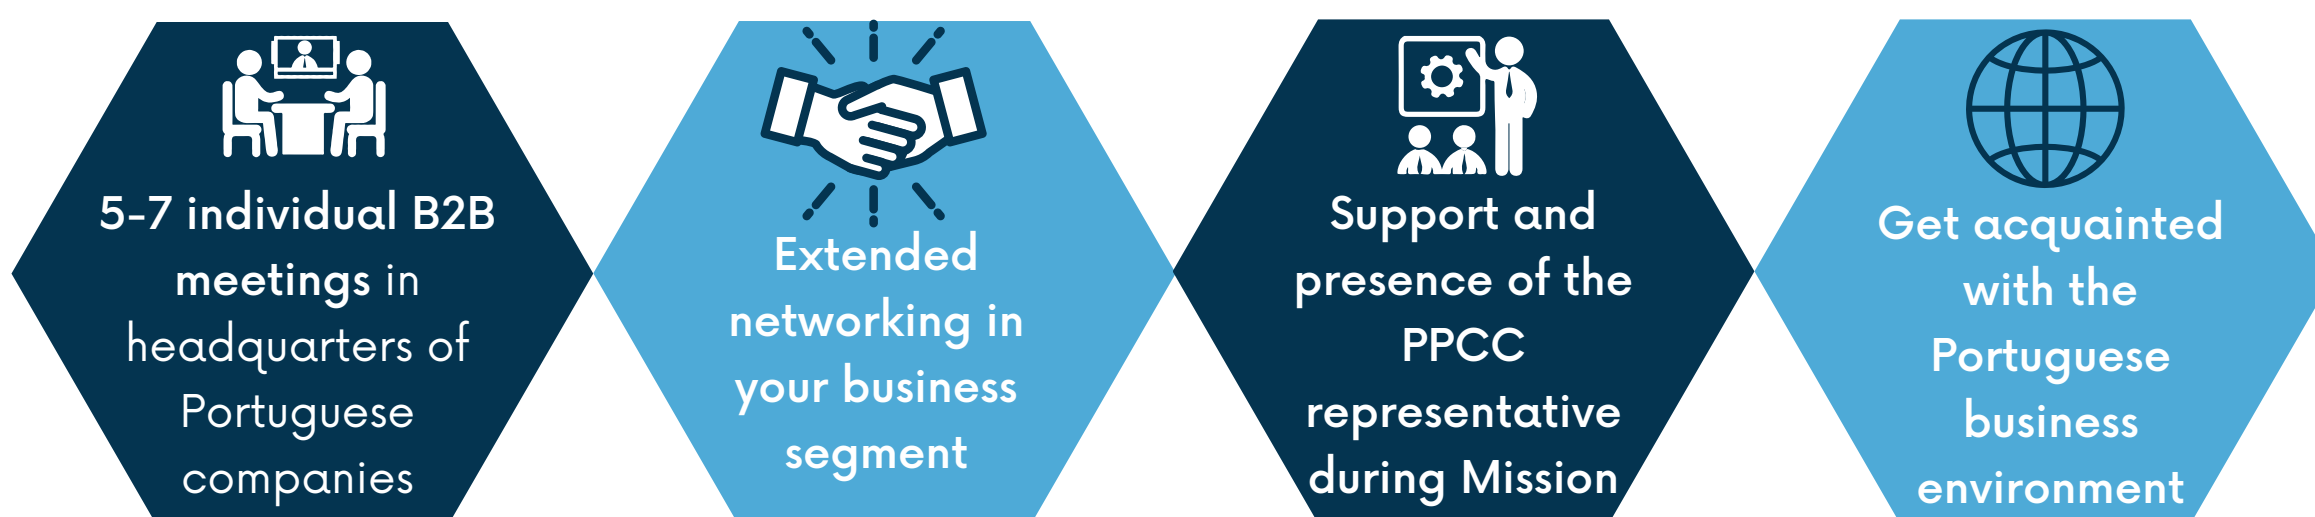 5-7 individual B2B
meetings in
headquarters of
Portuguese
companies
Extended
networking in
your business
segment
Support and
presence of the
PPCC
representative
during Mission
Get acquainted
with the
Portuguese
business
environment